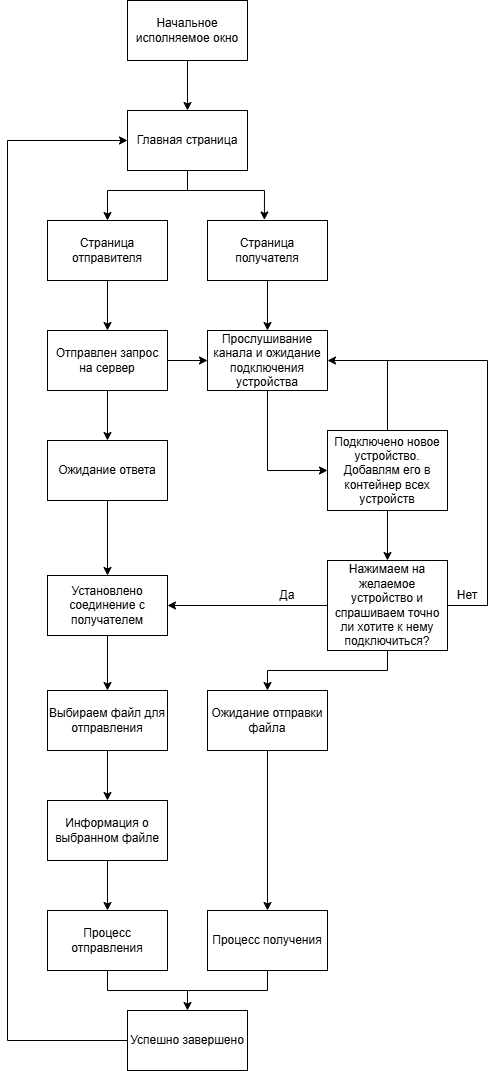 Начальное
исполняемое окно
Главная страница
Страница
отправителя
Страница
получателя
Отправлен запрос
на сервер
Прослушивание
канала и ожидание
подключения
устройства
Подключено новое
устройство.
Добавлям его в
контейнер всех
устройств
Ожидание ответа
Установлено
соединение с
получателем
Да
Нажимаем на
желаемое
устройство и
спрашиваем точно
ли хотите к нему
подключиться?
Нет
Выбираем файл для
отправления
Ожидание отправки
файла
Информация о
выбранном файле
Процесс
отправления
Процесс получения
Успешно завершено